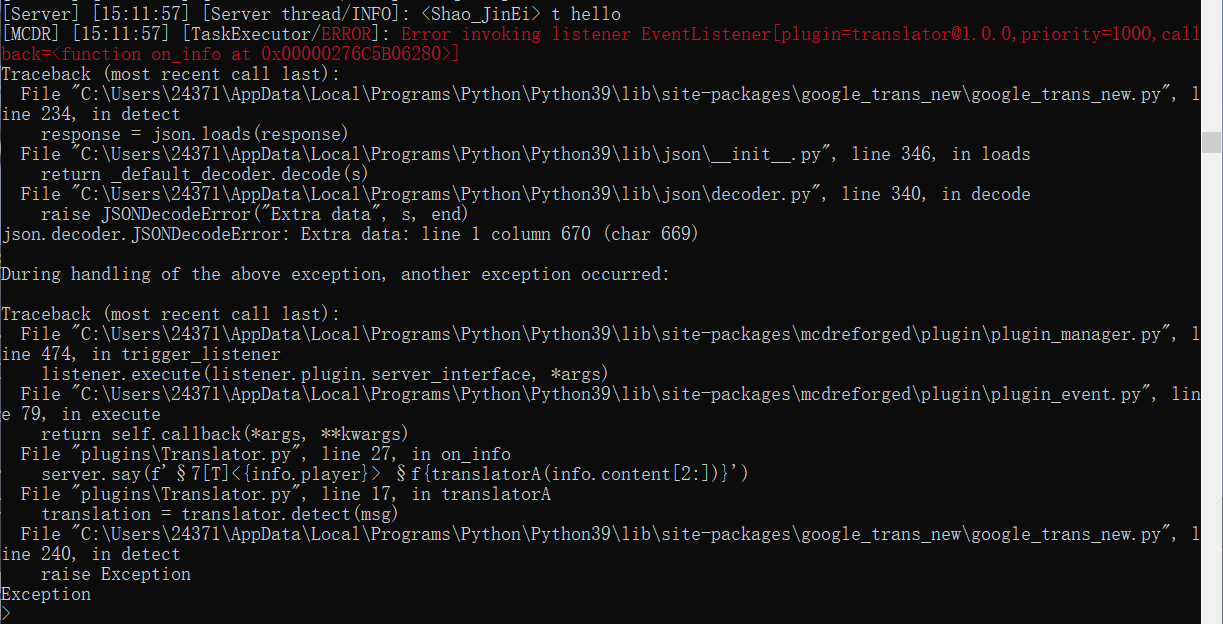 [Server] [15:11:57] [Server thread/INFO]: <Shao_JinEi> t hello
[MCDR] [15:11:57] [TaskExecutor/ERROR]: Error invoking listener EventListener[plugin=translator@1.0.0,priority=1000,call
back=<function on_info at 0x00000276C5B06280>]
Traceback (most recent call last):
  File "C:\Users\24371\AppData\Local\Programs\Python\Python39\lib\site-packages\google_trans_new\google_trans_new.py", l
ine 234, in detect
    response = json.loads(response)
  File "C:\Users\24371\AppData\Local\Programs\Python\Python39\lib\json\__init__.py", line 346, in loads
    return _default_decoder.decode(s)
  File "C:\Users\24371\AppData\Local\Programs\Python\Python39\lib\json\decoder.py", line 340, in decode
    raise JSONDecodeError("Extra data", s, end)
json.decoder.JSONDecodeError: Extra data: line 1 column 670 (char 669)
During handling of the above exception, another exception occurred:
Traceback (most recent call last):
  File "C:\Users\24371\AppData\Local\Programs\Python\Python39\lib\site-packages\mcdreforged\plugin\plugin_manager.py", l
ine 474, in trigger_listener
    listener.execute(listener.plugin.server_interface, *args)
  File "C:\Users\24371\AppData\Local\Programs\Python\Python39\lib\site-packages\mcdreforged\plugin\plugin_event.py", lin
e 79, in execute
    return self.callback(*args, **kwargs)
  File "plugins\Translator.py", line 27, in on_info
    server.say(f'§7[T]<{info.player}> §f{translatorA(info.content[2:])}')
  File "plugins\Translator.py", line 17, in translatorA
    translation = translator.detect(msg)
  File "C:\Users\24371\AppData\Local\Programs\Python\Python39\lib\site-packages\google_trans_new\google_trans_new.py", l
ine 240, in detect
    raise Exception
Exception
>